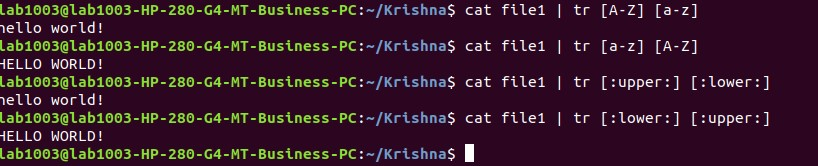 lab1003@lab1003-HP-280-G4-MT-Business-PC:~/Krishna$ cat file1 | tr [A-Z] [a-z]
hello world!
lab1003@lab1003-HP-280-G4-MT-Business-PC:~/Krishna$ cat file1 | tr [a-z] [A-Z]
HELLO WORLD!
lab1003@lab1003-HP-280-G4-MT-Business-PC:~/Krishna$ cat file1 | tr [:upper:] [:lower:]
hello world!
lab1003@lab1003-HP-280-G4-MT-Business-PC:~/Krishna$ cat file1 | tr [:lower:] [:upper:]
HELLO WORLD!
lab1003@lab1003-HP-280-G4-MT-Business-PC:~/Krishna$